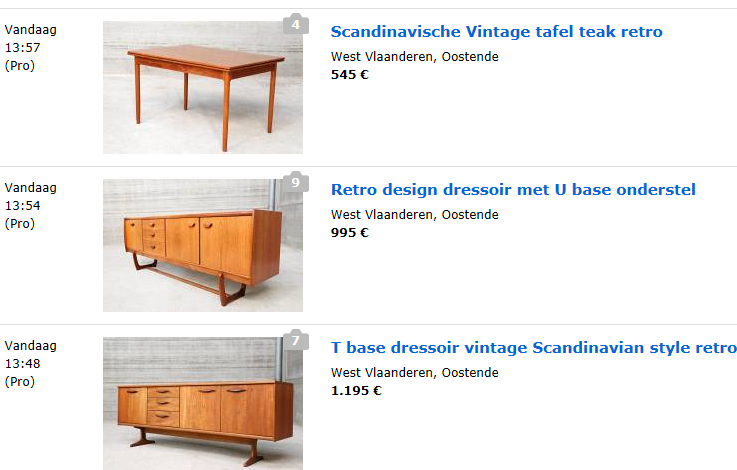 Vandaag
13:57
(Pro)
4
Scandinavische Vintage tafel teak retro
West Vlaanderen, Oostende
545 €
Vandaag
13:54
(Pro)
9
Retro design dressoir met U base onderstel
West Vlaanderen, Oostende
995 €
Vandaag
13:48
(Pro)
7
T base dressoir vintage Scandinavian style retro
West Vlaanderen, Oostende
1.195 €